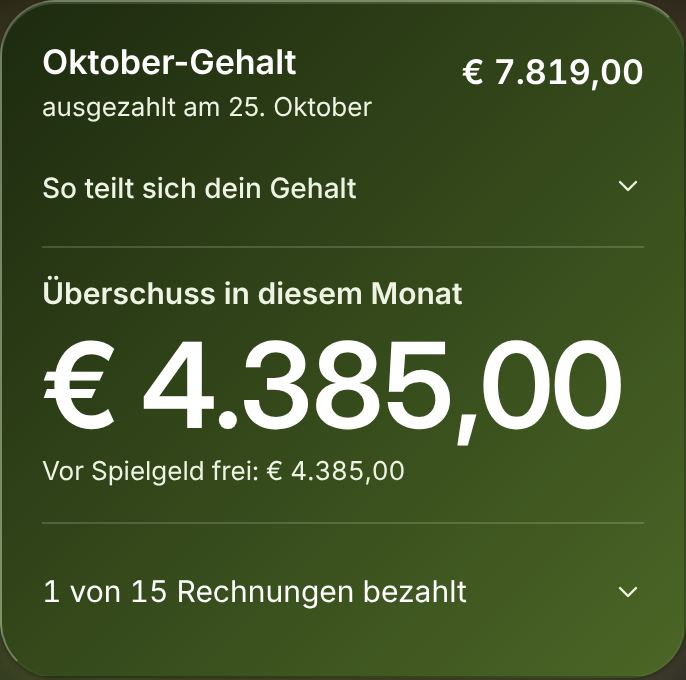 Oktober-Gehalt
€ 7.819,00
ausgezahlt am 25. Oktober
So teilt sich dein Gehalt
Überschuss in diesem Monat
€ 4.385,00
Vor Spielgeld frei: € 4.385,00
1 von 15 Rechnungen bezahlt